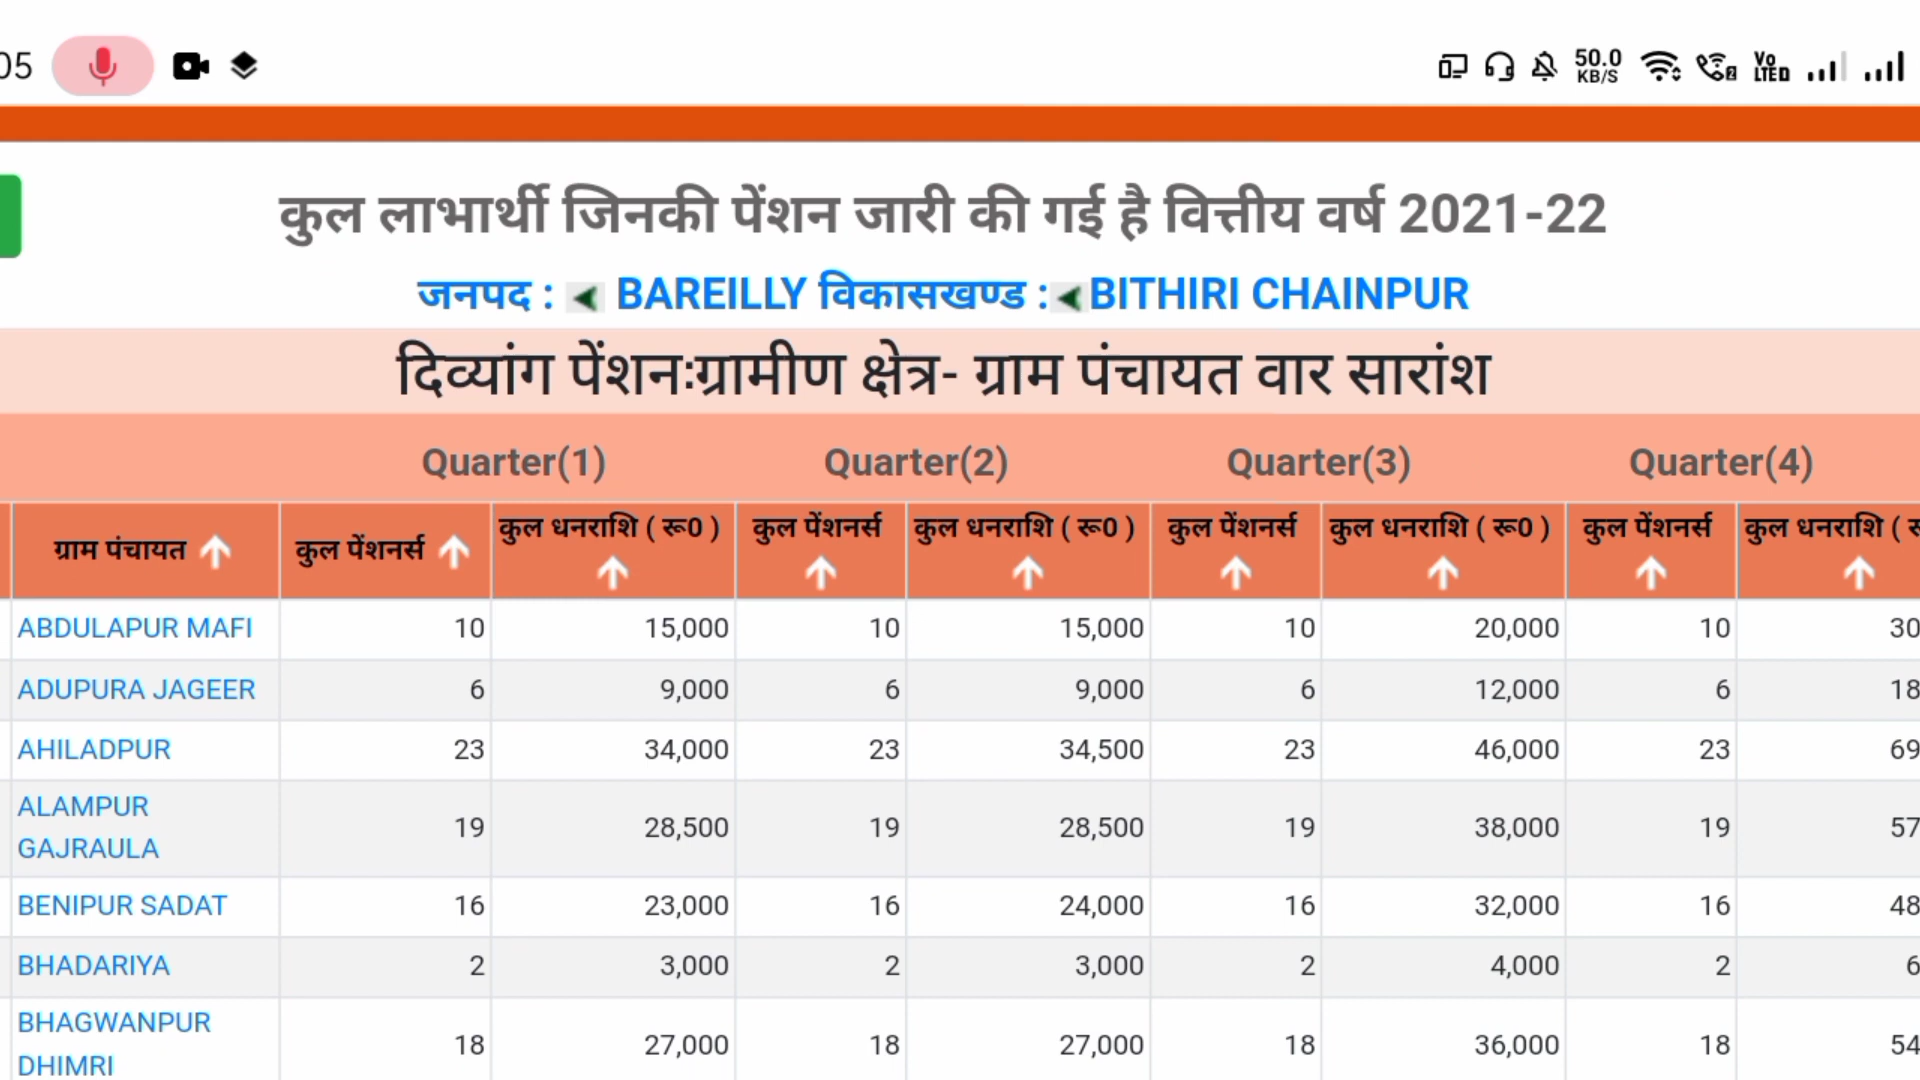 05 50.0 KB/S Vo LTE
कुल लाभार्थी जिनकी पेंशन जारी की गई है वित्तीय वर्ष 2021-22
जनपद : BAREILLY विकासखण्ड : BITHIRI CHAINPUR
दिव्यांग पेंशन:ग्रामीण क्षेत्र- ग्राम पंचायत वार सारांश
Quarter(1) Quarter(2) Quarter(3) Quarter(4)
ग्राम पंचायत कुल पेंशनर्स कुल धनराशि ( रू0 ) कुल पेंशनर्स कुल धनराशि ( रू0 ) कुल पेंशनर्स कुल धनराशि ( रू0 ) कुल पेंशनर्स कुल धनराशि (
ABDULAPUR MAFI 10 15,000 10 15,000 10 20,000 10 30
ADUPURA JAGEER 6 9,000 6 9,000 6 12,000 6 18
AHILADPUR 23 34,000 23 34,500 23 46,000 23 69
ALAMPUR
GAJRAULA 19 28,500 19 28,500 19 38,000 19 57
BENIPUR SADAT 16 23,000 16 24,000 16 32,000 16 48
BHADARIYA 2 3,000 2 3,000 2 4,000 2 6
BHAGWANPUR
DHIMRI 18 27,000 18 27,000 18 36,000 18 54